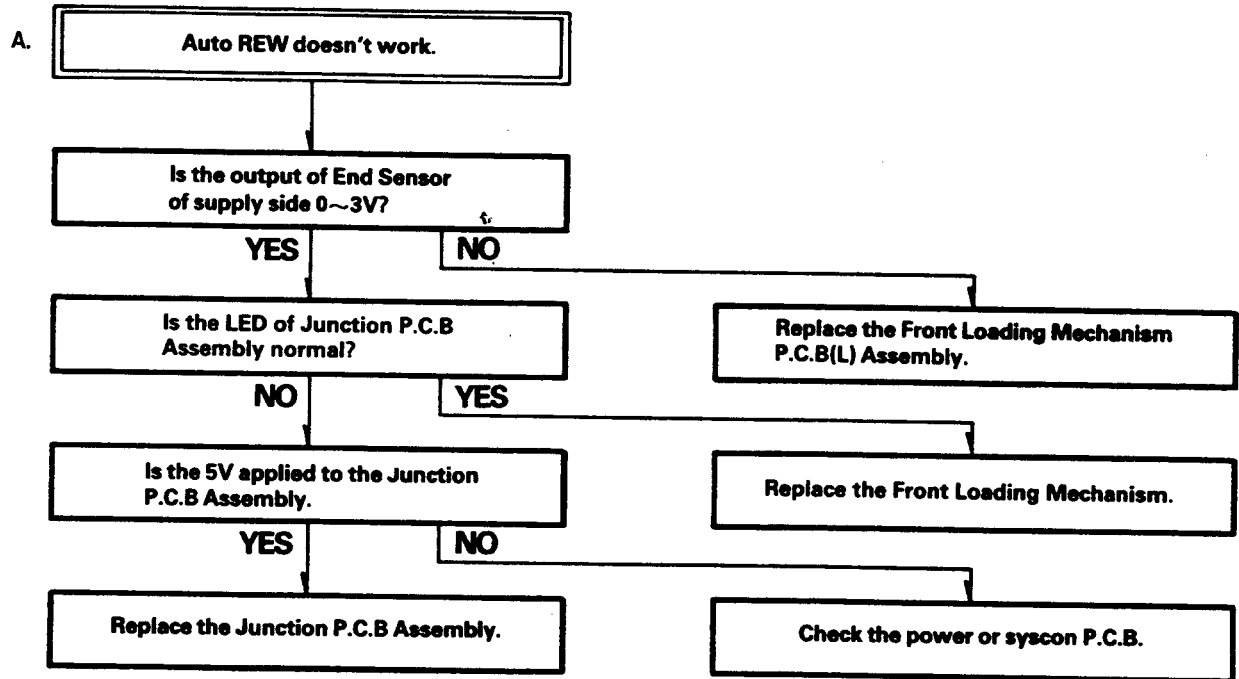 A.
Auto REW doesn't work.
Is the output of End Sensor
of supply side 0~3V?
YES
NO
Is the LED of Junction P.C.B
Assembly normal?
Replace the Front Loading Mechanism
P.C.B(L) Assembly.
NO
YES
Is the 5V applied to the Junction
P.C.B Assembly.
Replace the Front Loading Mechanism.
YES
NO
Replace the Junction P.C.B Assembly.
Check the power or syscon P.C.B.